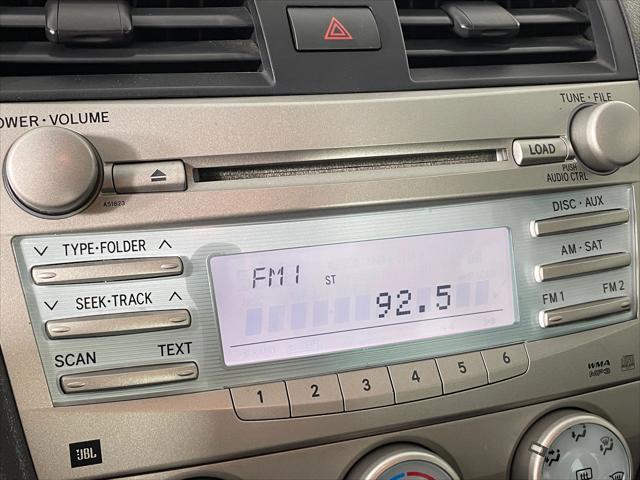 OWER·VOLUME
TUNE·FILE
LOAD
PUSH
AUDIO CTRL
A51823
DISC·AUX
TYPE·FOLDER
AM·SAT
FM1 ST
92.5
SEEK·TRACK
FM1 FM2
SCAN TEXT
1 2 3 4 5 6
WMA
MP3
JBL